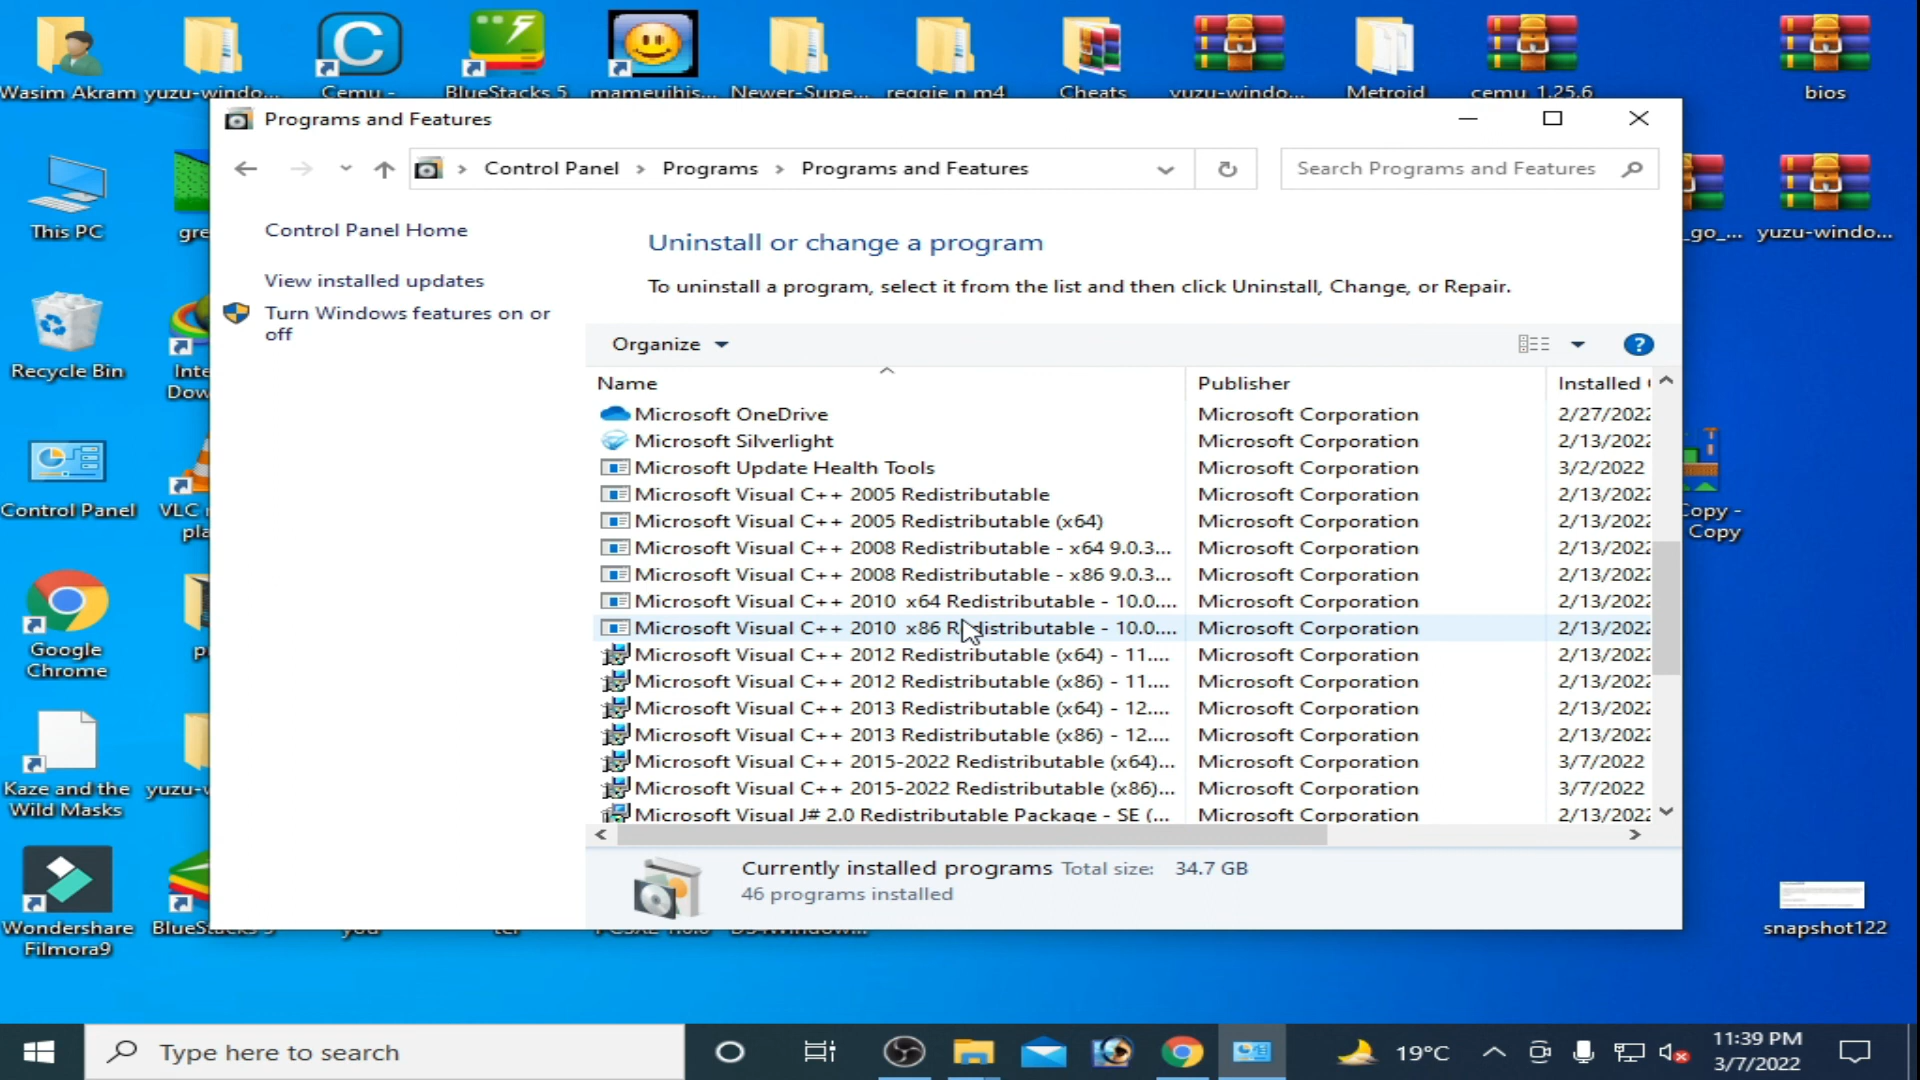 Wasim Akram
yuzu-windo...
Cemu -
BlueStacks 5
mameuihis...
Newer-Supe...
reggie n m4
Cheats
yuzu-windo...
Metroid
cemu_1.25.6
bios
Programs and Features
Control Panel
Programs
Programs and Features
Search Programs and Features
This PC
gre
_go_...
yuzu-windo...
Control Panel Home
View installed updates
Turn Windows features on or
off
Uninstall or change a program
To uninstall a program, select it from the list and then click Uninstall, Change, or Repair.
Organize
?
Recycle Bin
Inte
Dow
Name
Publisher
Installed
Microsoft OneDrive Microsoft Corporation 2/27/2022
Microsoft Silverlight Microsoft Corporation 2/13/2022
Microsoft Update Health Tools Microsoft Corporation 3/2/2022
Microsoft Visual C++ 2005 Redistributable Microsoft Corporation 2/13/2022
Microsoft Visual C++ 2005 Redistributable (x64) Microsoft Corporation 2/13/2022
Microsoft Visual C++ 2008 Redistributable - x64 9.0.3... Microsoft Corporation 2/13/2022
Microsoft Visual C++ 2008 Redistributable - x86 9.0.3... Microsoft Corporation 2/13/2022
Microsoft Visual C++ 2010  x64 Redistributable - 10.0.... Microsoft Corporation 2/13/2022
Microsoft Visual C++ 2010  x86 Redistributable - 10.0.... Microsoft Corporation 2/13/2022
Microsoft Visual C++ 2012 Redistributable (x64) - 11.... Microsoft Corporation 2/13/2022
Microsoft Visual C++ 2012 Redistributable (x86) - 11.... Microsoft Corporation 2/13/2022
Microsoft Visual C++ 2013 Redistributable (x64) - 12.... Microsoft Corporation 2/13/2022
Microsoft Visual C++ 2013 Redistributable (x86) - 12.... Microsoft Corporation 2/13/2022
Microsoft Visual C++ 2015-2022 Redistributable (x64)... Microsoft Corporation 3/7/2022
Microsoft Visual C++ 2015-2022 Redistributable (x86)... Microsoft Corporation 3/7/2022
Microsoft Visual J# 2.0 Redistributable Package - SE (... Microsoft Corporation 2/13/2022
Control Panel
VLC
pla
Copy -
Copy
Google
Chrome
Kaze and the
Wild Masks
yuzu-w
Currently installed programs Total size: 34.7 GB
46 programs installed
Wondershare
Filmora9
BlueStacks 5
you
snapshot122
Type here to search
19°C
11:39 PM
3/7/2022